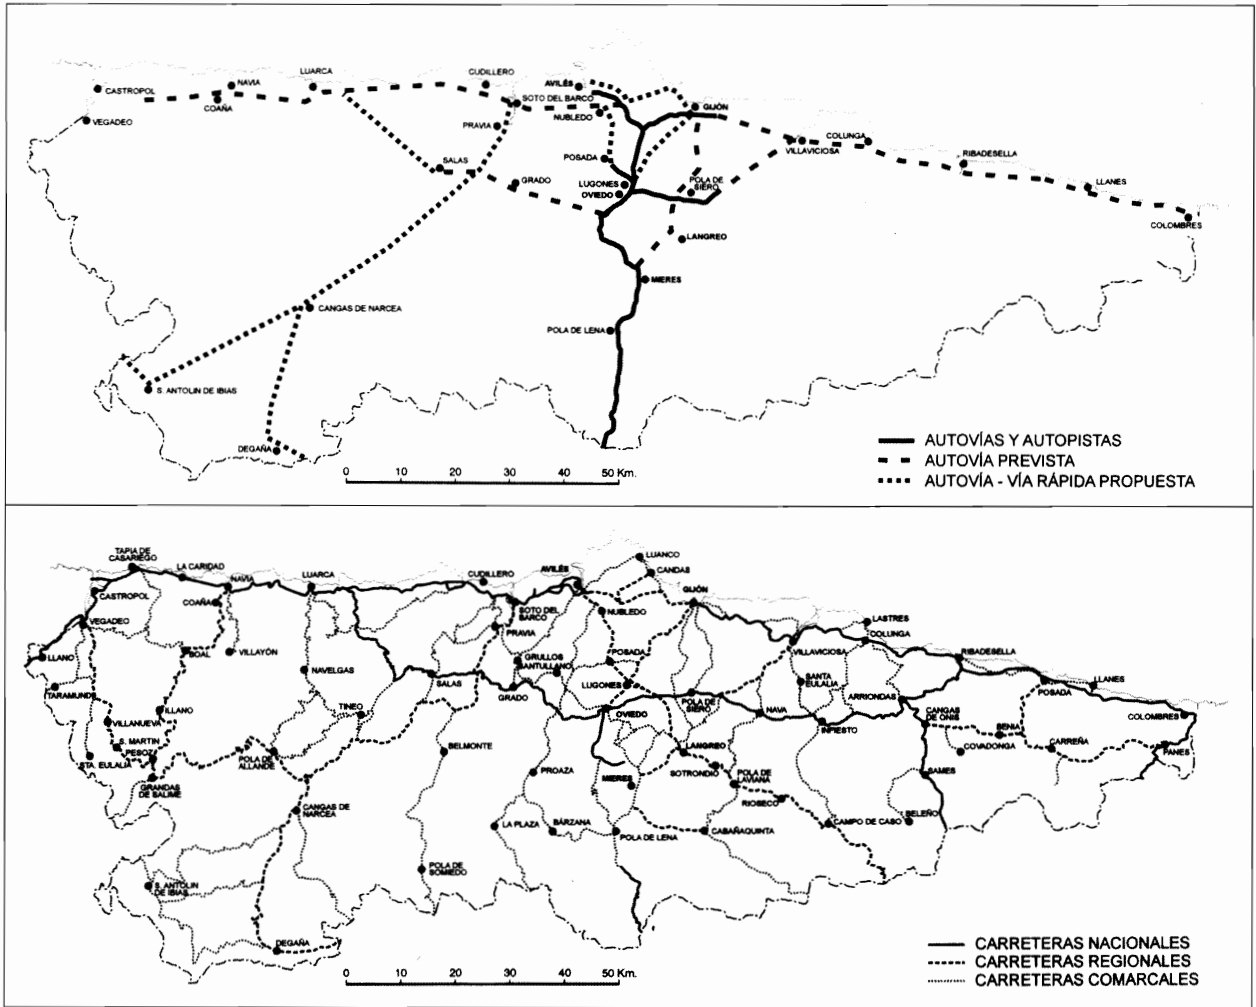 CASTROPOL
NAVIA
COAÑA
LUARCA
CUDILLERO
AVILÉS
SOTO DEL BARCO
NUBLEDO
GIJÓN
VEGADEO
PRAVIA
COLUNGA
VILLAVICIOSA
SALAS
POSADA
RIBADESELLA
GRADO
LUGONES
OVIEDO
POLA DE
SIERO
LLANES
COLOMBRES
LANGREO
MIERES
CANGAS DE NARCEA
POLA DE LENA
S. ANTOLIN DE IBIAS
DEGAÑA
AUTOVÍAS Y AUTOPISTAS
AUTOVÍA PREVISTA
AUTOVÍA - VÍA RÁPIDA PROPUESTA
0 10 20 30 40 50 Km.
TAPIA DE
CASARIEGO
LA CARIDAD
NAVIA
LUARCA
CUDILLERO
AVILÉS
LUANCO
CANDAS
GIJÓN
CASTROPOL
COAÑA
SOTO DEL
BARCO
NUBLEDO
LASTRES
VEGADEO
PRAVIA
COLUNGA
LLANO
BOAL
VILLAYÓN
NAVELGAS
GRULLOS
SANTULLANO
POSADA
VILLAVICIOSA
RIBADESELLA
TARAMUNDI
SALAS
GRADO
LUGONES
POLA DE
SIERO
SANTA
EULALIA
ARRIONDAS
POSADA
LLANES
ILLANO
VILLANUEVA
TINEO
OVIEDO
NAVA
INFIESTO
CANGAS
DE ONIS
BENIA
COLOMBRES
S. MARTIN
PESOZ
STA. EULALIA
POLA DE
ALLANDE
BELMONTE
LANGREO
COVADONGA
CARREÑA
PANES
GRANDAS
DE SALIME
PROAZA
MIERES
SOTRONDIO
POLA DE
LAVIANA
SAMES
CANGAS DE
NARCEA
RIOSECO
LA PLAZA
BÁRZANA
POLA DE LENA
CABAÑAQUINTA
CAMPO DE CASO
BELEÑO
POLA DE
SOMIEDO
S. ANTOLIN
DE IBIAS
DEGAÑA
CARRETERAS NACIONALES
CARRETERAS REGIONALES
CARRETERAS COMARCALES
0 10 20 30 40 50 Km.